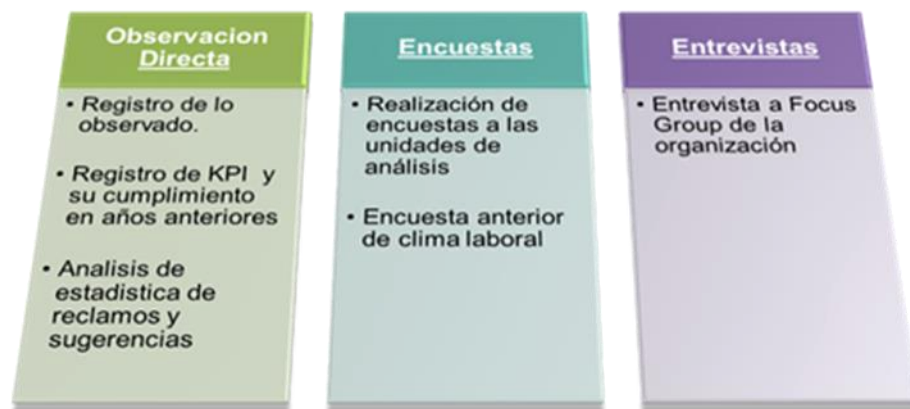 Observacion
Directa
• Registro de lo
observado.
• Registro de KPI y
su cumplimiento
en años anteriores
• Analisis de
estadistica de
reclamos y
sugerencias
Encuestas
• Realización de
encuestas a las
unidades de
análisis
• Encuesta anterior
de clima laboral
Entrevistas
• Entrevista a Focus
Group de la
organización